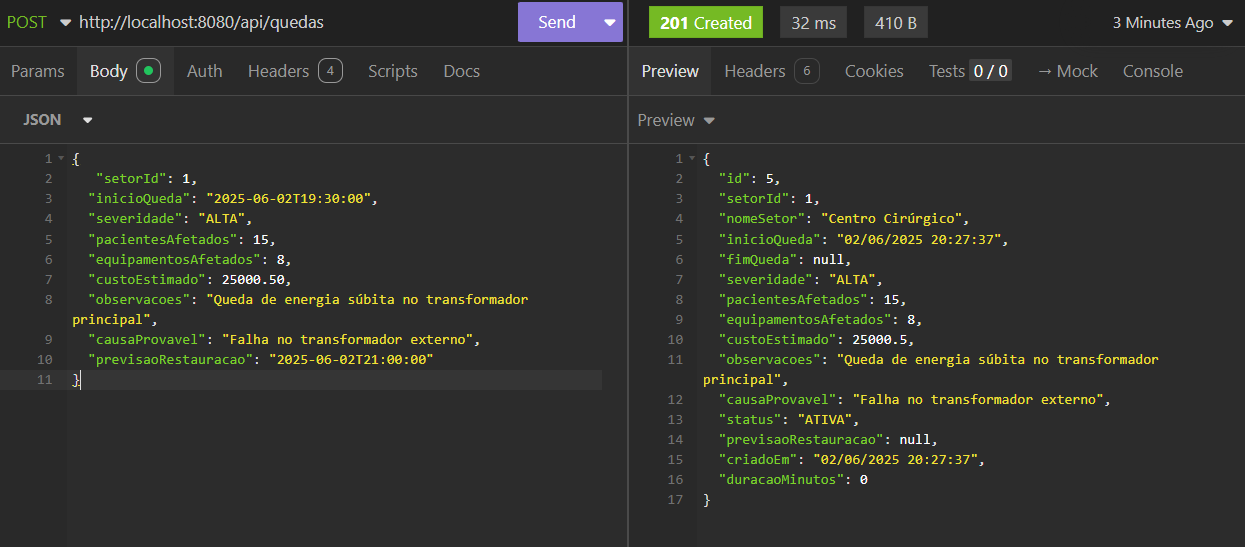 POST http://localhost:8080/api/quedas Send 201 Created 32 ms 410 B 3 Minutes Ago
Params Body Auth Headers 4 Scripts Docs
Preview Headers 6 Cookies Tests 0 / 0 → Mock Console
JSON
Preview
1 {
2 "setorId": 1,
3 "inicioQueda": "2025-06-02T19:30:00",
4 "severidade": "ALTA",
5 "pacientesAfetados": 15,
6 "equipamentosAfetados": 8,
7 "custoEstimado": 25000.50,
8 "observacoes": "Queda de energia súbita no transformador
principal",
9 "causaProvavel": "Falha no transformador externo",
10 "previsaoRestauracao": "2025-06-02T21:00:00"
11 }
1 {
2 "id": 5,
3 "setorId": 1,
4 "nomeSetor": "Centro Cirúrgico",
5 "inicioQueda": "02/06/2025 20:27:37",
6 "fimQueda": null,
7 "severidade": "ALTA",
8 "pacientesAfetados": 15,
9 "equipamentosAfetados": 8,
10 "custoEstimado": 25000.5,
11 "observacoes": "Queda de energia súbita no transformador
principal",
12 "causaProvavel": "Falha no transformador externo",
13 "status": "ATIVA",
14 "previsaoRestauracao": null,
15 "criadoEm": "02/06/2025 20:27:37",
16 "duracaoMinutos": 0
17 }